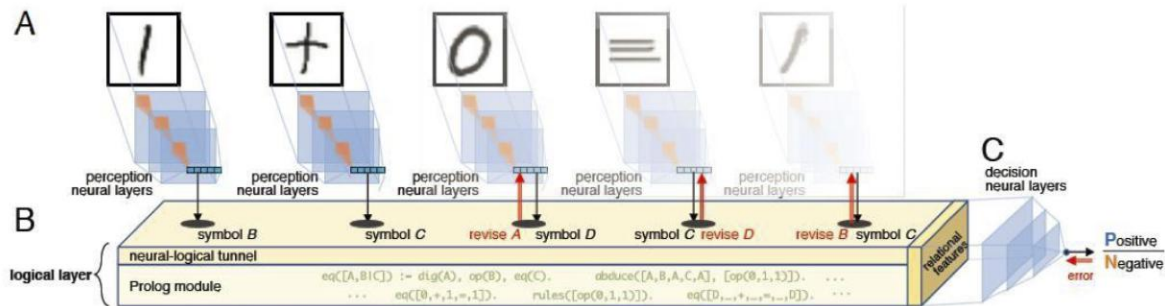 A
1 + 0 = 1
C
perception neural layers
perception neural layers
perception neural layers
perception neural layers
perception neural layers
decision neural layers
B
symbol B
symbol C
revise A
symbol D
symbol C
revise D
revise B
symbol C
Positive
Negative
error
neural-logical tunnel
relational features
logical layer
Prolog module
eq([A,B|C]) := dig(A), op(B), eq(C).    abduce([A,B,A,C,A], [op(0,1,1)]).    ...
...    eq([0,+,1,=,1]).    rules([op(0,1,1)]).    eq([D,_,+,_,=,_,D]).    ...